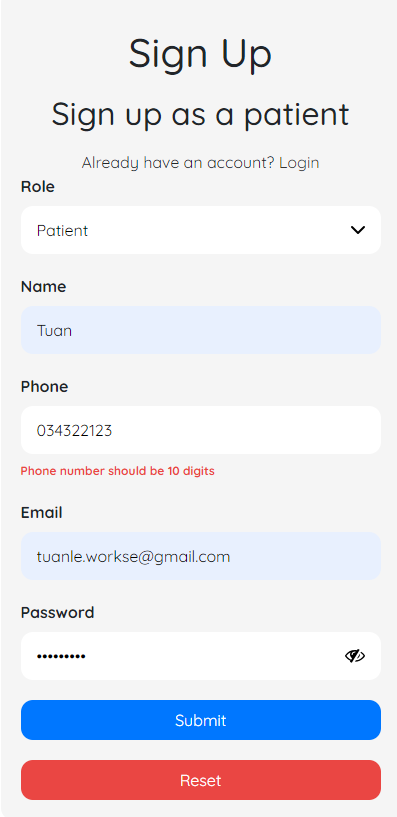 Sign Up
Sign up as a patient
Already have an account? Login
Role
Patient
Name
Tuan
Phone
034322123
Phone number should be 10 digits
Email
tuanle.workse@gmail.com
Password
•••••••••
Submit
Reset